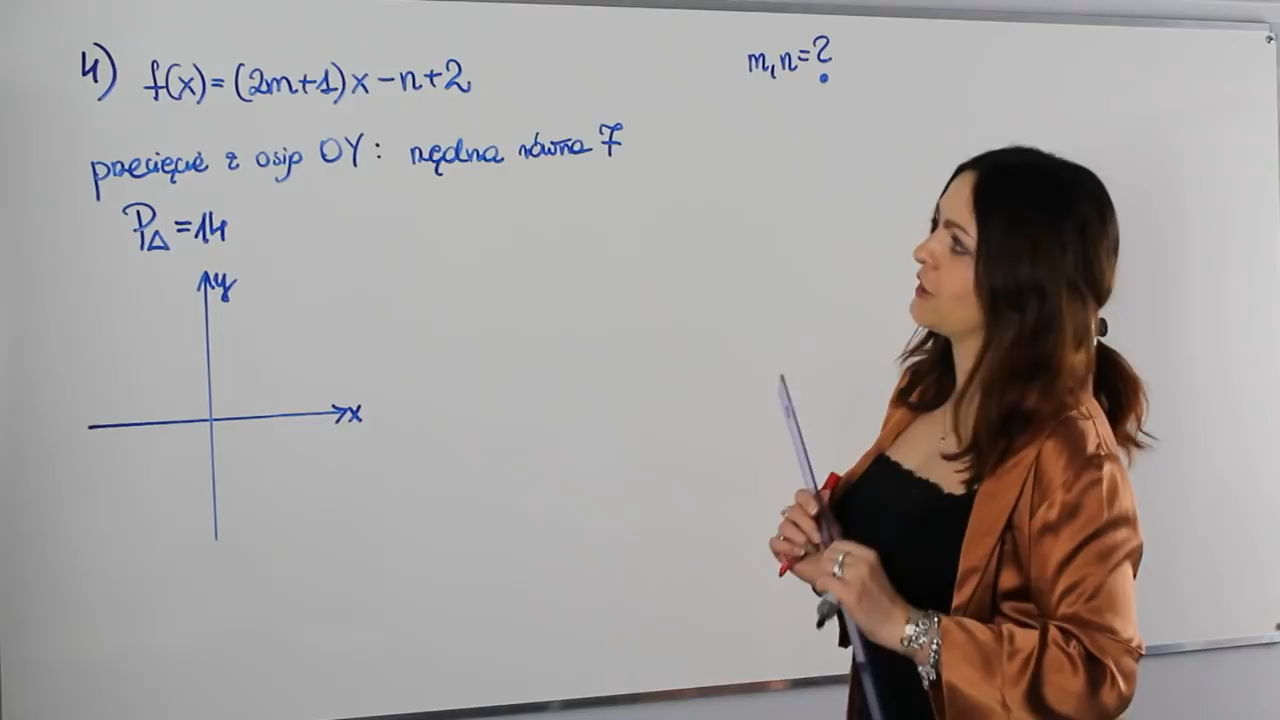 4) f(x)=(2m+1)x-n+2
m,n=?
przecięcie z osią OY: rzędna równa 7
P△=14
y
x